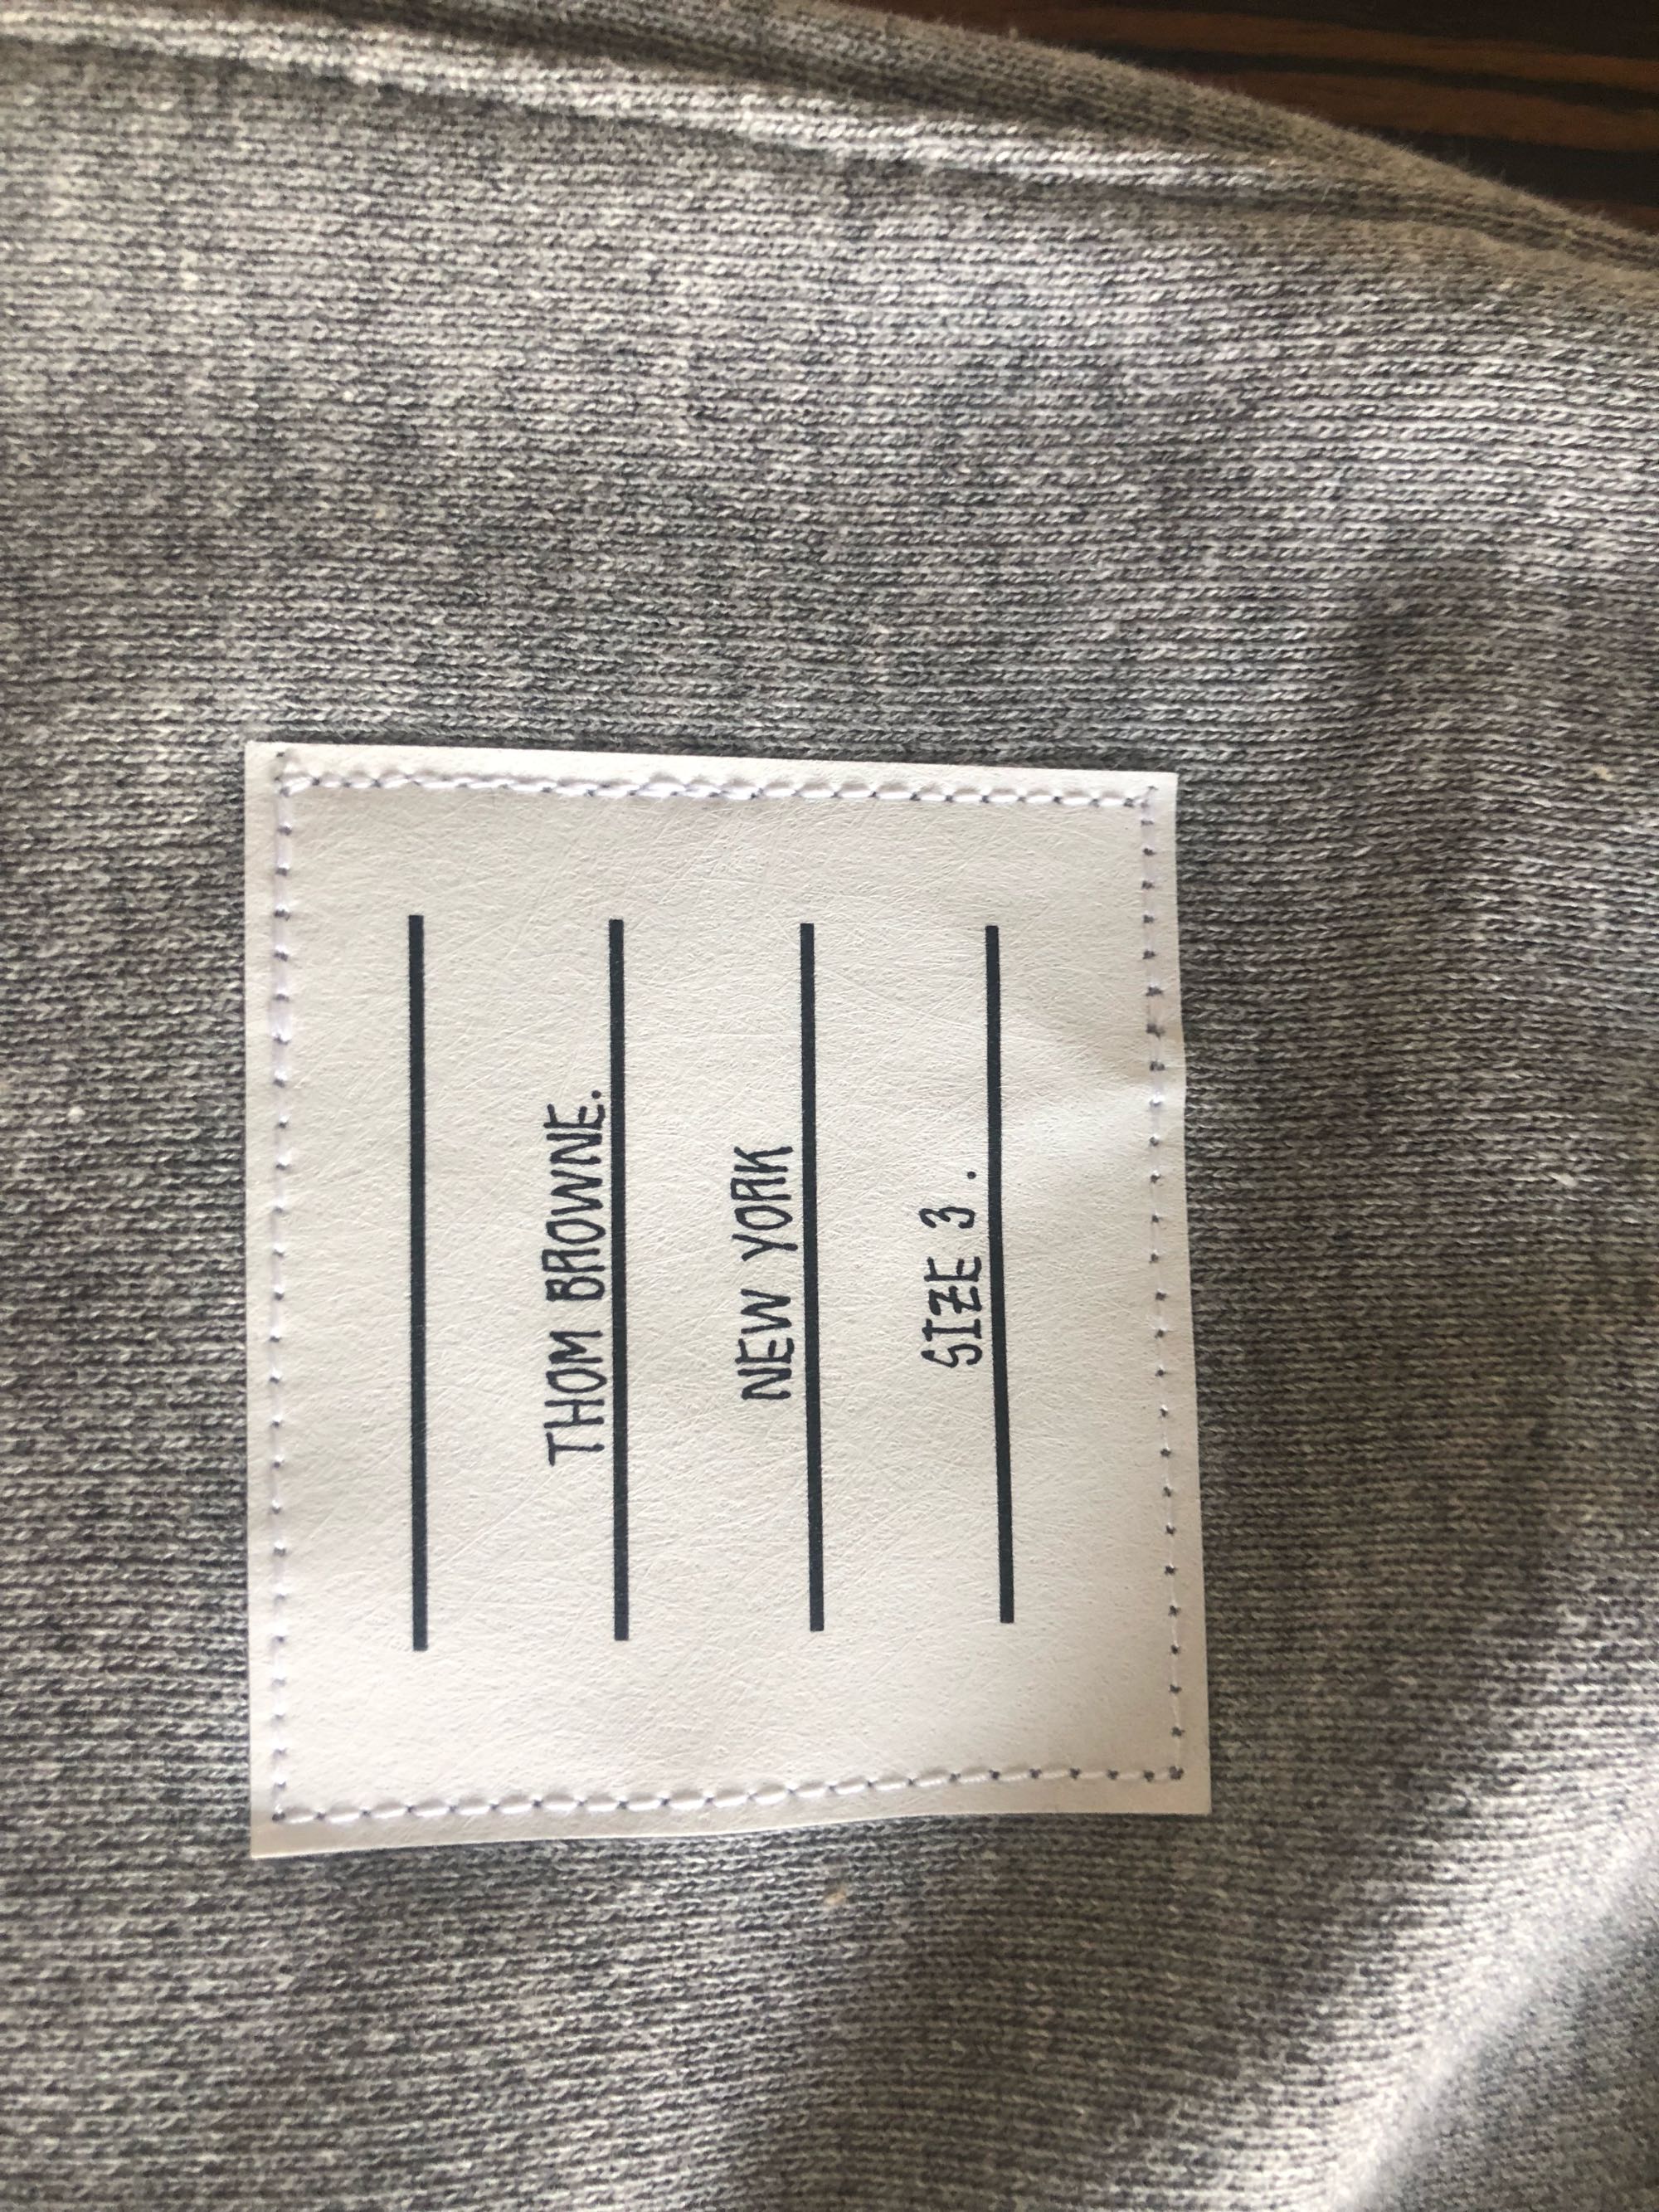 THOM BROWNE.
NEW YORK
SIZE 3 .